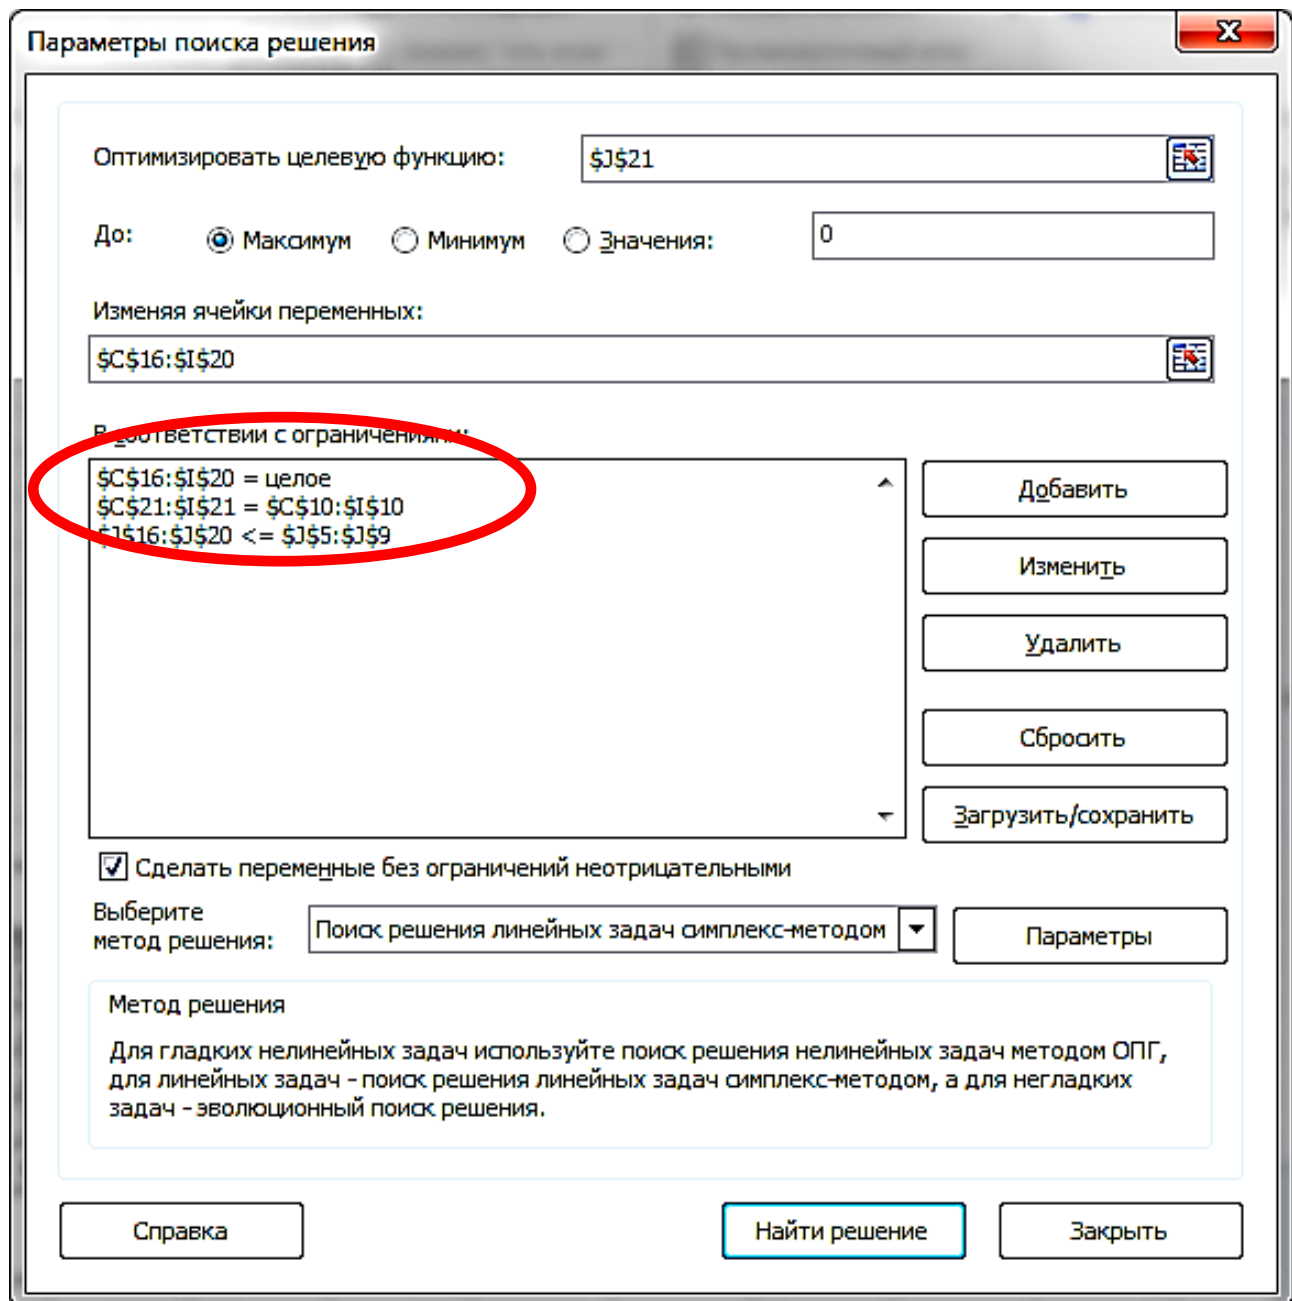 Параметры поиска решения
Оптимизировать целевую функцию: $J$21
До: Максимум Минимум Значения: 0
Изменяя ячейки переменных:
$C$16:$I$20
В соответствии с ограничениями:
$C$16:$I$20 = целое
$C$21:$I$21 = $C$10:$I$10
$J$16:$J$20 <= $J$5:$J$9
Добавить
Изменить
Удалить
Сбросить
Загрузить/сохранить
Сделать переменные без ограничений неотрицательными
Выберите
метод решения:
Поиск решения линейных задач симплекс-методом
Параметры
Метод решения
Для гладких нелинейных задач используйте поиск решения нелинейных задач методом ОПГ,
для линейных задач - поиск решения линейных задач симплекс-методом, а для негладких
задач - эволюционный поиск решения.
Справка
Найти решение
Закрыть